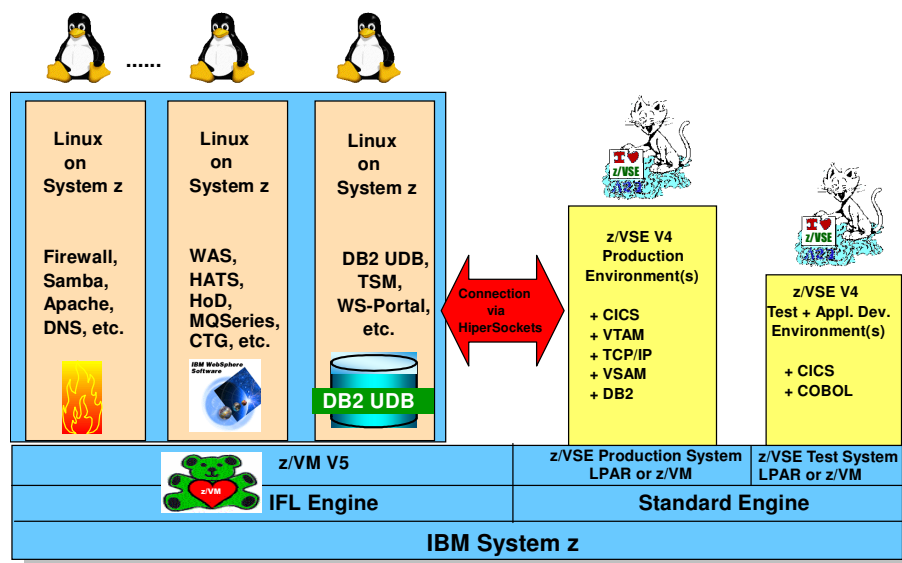 ......
Linux
on
System z
Firewall,
Samba,
Apache,
DNS, etc.
Linux
on
System z
WAS,
HATS,
HoD,
MQSeries,
CTG, etc.
IBM WebSphere
Software
Linux
on
System z
DB2 UDB,
TSM,
WS-Portal,
etc.
DB2 UDB
Connection
via
HiperSockets
I
z/VSE
z/VSE V4
Production
Environment(s)
+ CICS
+ VTAM
+ TCP/IP
+ VSAM
+ DB2
I
z/VSE
z/VSE V4
Test + Appl. Dev.
Environment(s)
+ CICS
+ COBOL
z/VM V5
z/VSE Production System
LPAR or z/VM
z/VSE Test System
LPAR or z/VM
z/VM
IFL Engine
Standard Engine
IBM System z